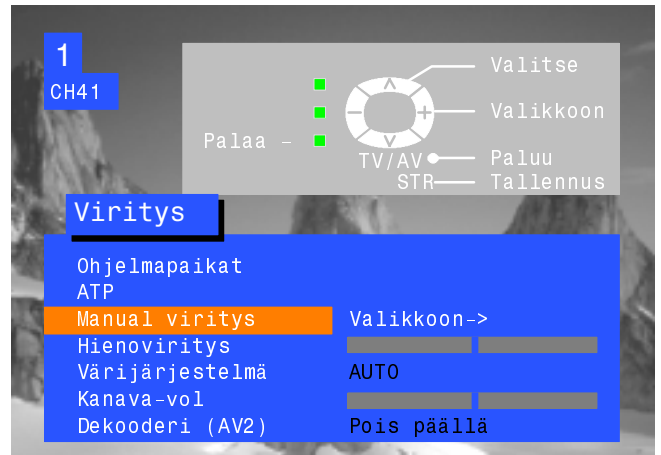 1
CH41
Valitse
Valikkoon
Palaa –
TV/AV Paluu
STR Tallennus
Viritys
Ohjelmapaikat
ATP
Manual viritys Valikkoon->
Hienoviritys
Värijärjestelmä AUTO
Kanava-vol
Dekooderi (AV2) Pois päällä